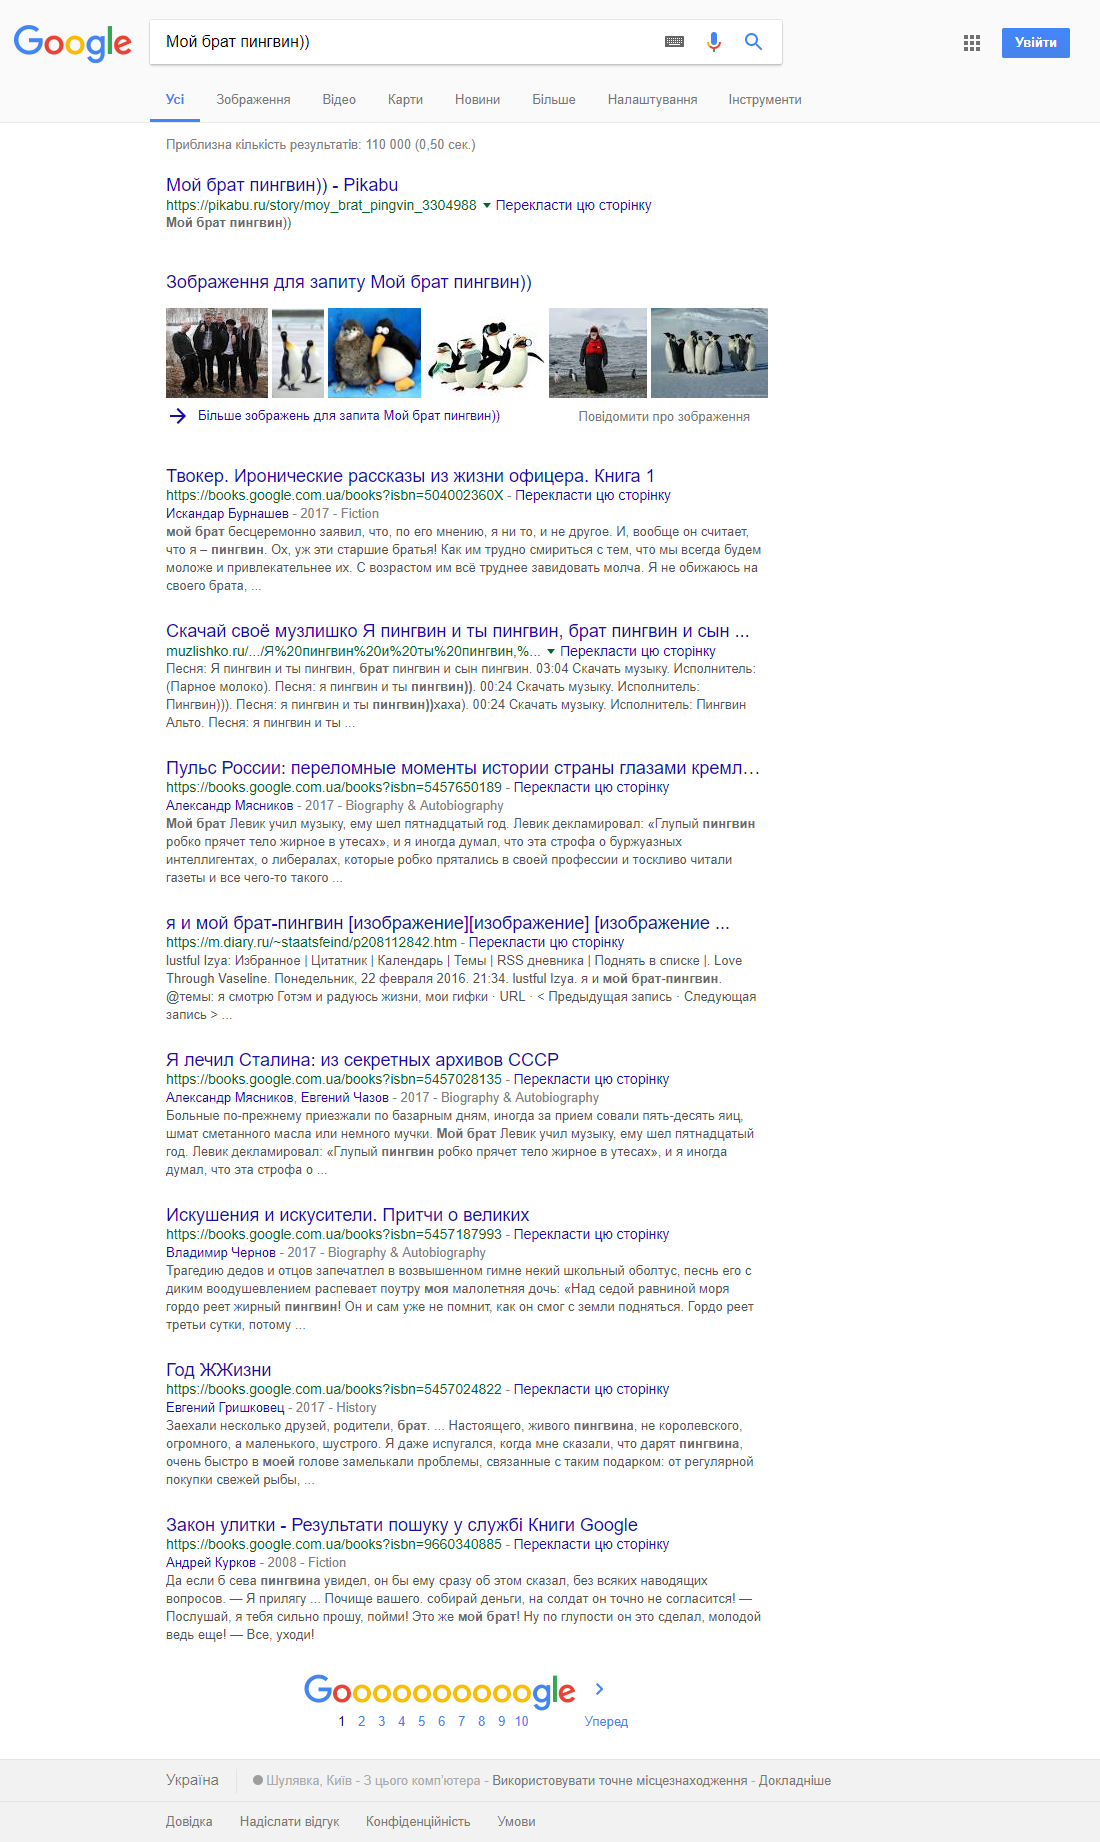 Google
Мой брат пингвин))
Увійти
Усі Зображення Відео Карти Новини Більше Налаштування Інструменти
Приблизна кількість результатів: 110 000 (0,50 сек.)
Мой брат пингвин)) - Pikabu
https://pikabu.ru/story/moy_brat_pingvin_3304988 Перекласти цю сторінку
Мой брат пингвин))
Зображення для запиту Мой брат пингвин))
Більше зображень для запита Мой брат пингвин)) Повідомити про зображення
Твокер. Иронические рассказы из жизни офицера. Книга 1
https://books.google.com.ua/books?isbn=504002360X - Перекласти цю сторінку
Искандар Бурнашев - 2017 - Fiction
мой брат бесцеремонно заявил, что, по его мнению, я ни то, и не другое. И, вообще он считает,
что я – пингвин. Ох, уж эти старшие братья! Как им трудно смириться с тем, что мы всегда будем
моложе и привлекательнее их. С возрастом им всё труднее завидовать молча. Я не обижаюсь на
своего брата, ...
Скачай своё музлишко Я пингвин и ты пингвин, брат пингвин и сын ...
muzlishko.ru/.../Я%20пингвин%20и%20ты%20пингвин,%... Перекласти цю сторінку
Песня: Я пингвин и ты пингвин, брат пингвин и сын пингвин. 03:04 Скачать музыку. Исполнитель:
(Парное молоко). Песня: я пингвин и ты пингвин)). 00:24 Скачать музыку. Исполнитель:
Пингвин))). Песня: я пингвин и ты пингвин))хаха). 00:24 Скачать музыку. Исполнитель: Пингвин
Альто. Песня: я пингвин и ты ...
Пульс России: переломные моменты истории страны глазами кремл...
https://books.google.com.ua/books?isbn=5457650189 - Перекласти цю сторінку
Александр Мясников - 2017 - Biography & Autobiography
Мой брат Левик учил музыку, ему шел пятнадцатый год. Левик декламировал: «Глупый пингвин
робко прячет тело жирное в утесах», и я иногда думал, что эта строфа о буржуазных
интеллигентах, о либералах, которые робко прятались в своей профессии и тоскливо читали
газеты и все чего-то такого ...
я и мой брат-пингвин [изображение][изображение] [изображение ...
https://m.diary.ru/~staatsfeind/p208112842.htm - Перекласти цю сторінку
lustful Izya: Избранное | Цитатник | Календарь | Темы | RSS дневника | Поднять в списке |. Love
Through Vaseline. Понедельник, 22 февраля 2016. 21:34. lustful Izya. я и мой брат-пингвин.
@темы: я смотрю Готэм и радуюсь жизни, мои гифки · URL · < Предыдущая запись · Следующая
запись > ...
Я лечил Сталина: из секретных архивов СССР
https://books.google.com.ua/books?isbn=5457028135 - Перекласти цю сторінку
Александр Мясников, Евгений Чазов - 2017 - Biography & Autobiography
Больные по-прежнему приезжали по базарным дням, иногда за прием совали пять-десять яиц,
шмат сметанного масла или немного мучки. Мой брат Левик учил музыку, ему шел пятнадцатый
год. Левик декламировал: «Глупый пингвин робко прячет тело жирное в утесах», и я иногда
думал, что эта строфа о ...
Искушения и искусители. Притчи о великих
https://books.google.com.ua/books?isbn=5457187993 - Перекласти цю сторінку
Владимир Чернов - 2017 - Biography & Autobiography
Трагедию дедов и отцов запечатлел в возвышенном гимне некий школьный оболтус, песнь его с
диким воодушевлением распевает поутру моя малолетняя дочь: «Над седой равниной моря
гордо реет жирный пингвин! Он и сам уже не помнит, как он смог с земли подняться. Гордо реет
третьи сутки, потому ...
Год ЖЖизни
https://books.google.com.ua/books?isbn=5457024822 - Перекласти цю сторінку
Евгений Гришковец - 2017 - History
Заехали несколько друзей, родители, брат. ... Настоящего, живого пингвина, не королевского,
огромного, а маленького, шустрого. Я даже испугался, когда мне сказали, что дарят пингвина,
очень быстро в моей голове замелькали проблемы, связанные с таким подарком: от регулярной
покупки свежей рыбы, ...
Закон улитки - Результати пошуку у службі Книги Google
https://books.google.com.ua/books?isbn=9660340885 - Перекласти цю сторінку
Андрей Курков - 2008 - Fiction
Да если б сева пингвина увидел, он бы ему сразу об этом сказал, без всяких наводящих
вопросов. — Я прилягу ... Почище вашего. собирай деньги, на солдат он точно не согласится! —
Послушай, я тебя сильно прошу, пойми! Это же мой брат! Ну по глупости он это сделал, молодой
ведь еще! — Все, уходи!
Goooooooooogle
1 2 3 4 5 6 7 8 9 10 Уперед
Україна Шулявка, Київ - З цього комп'ютера - Використовувати точне місцезнаходження - Докладніше
Довідка Надіслати відгук Конфіденційність Умови